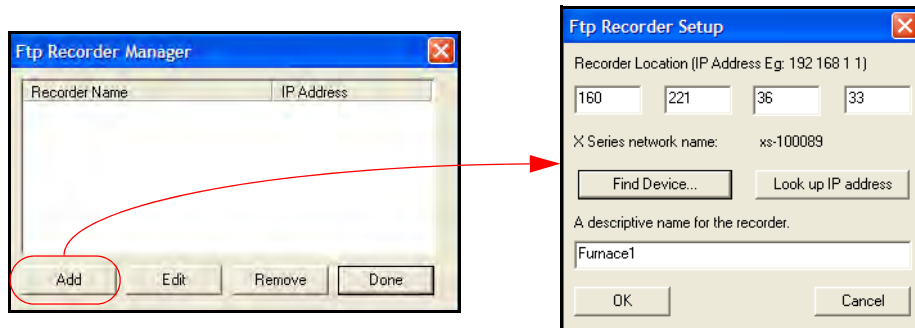 Ftp Recorder Manager
Recorder Name IP Address
Add Edit Remove Done
Ftp Recorder Setup
Recorder Location (IP Address Eg: 192 168 1 1)
160 221 36 33
X Series network name: xs-100089
Find Device... Look up IP address
A descriptive name for the recorder.
Furnace1
OK Cancel